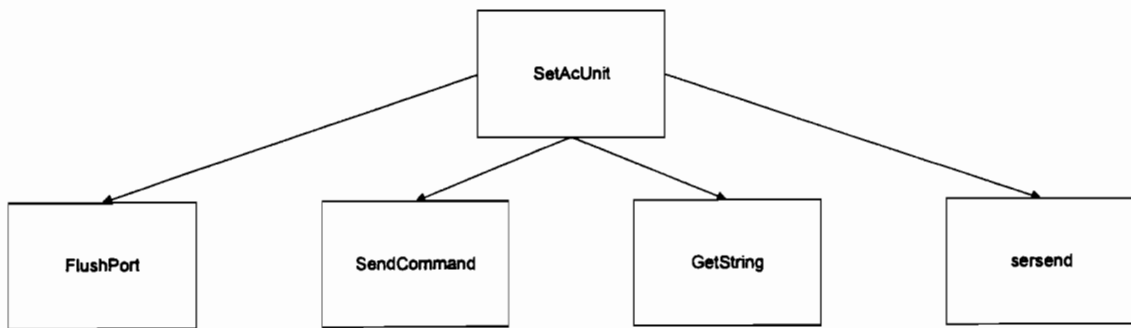 SetAcUnit
FlushPort
SendCommand
GetString
sersend